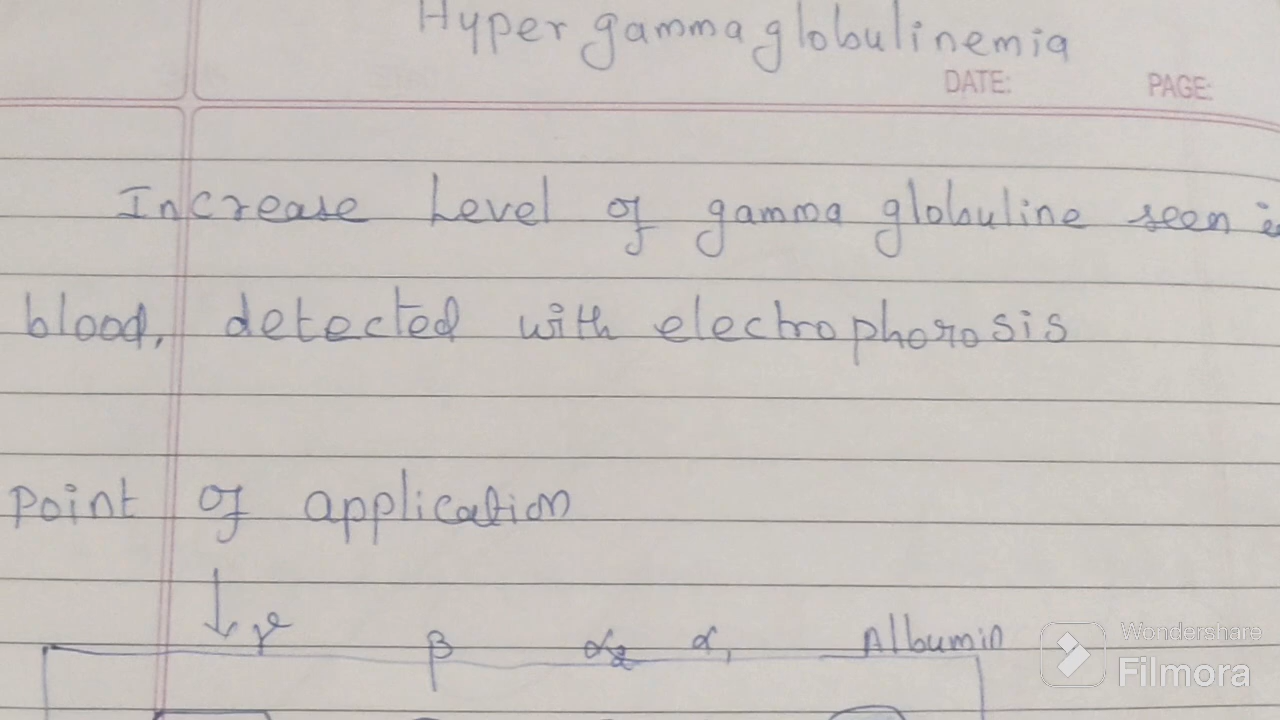 Hyper gamma globulinemia
DATE: PAGE:
Increase Level of gamma globuline seen
blood, detected with electrophorosis
Point of application
γ β α2 α1 Albumin
Wondershare
Filmora